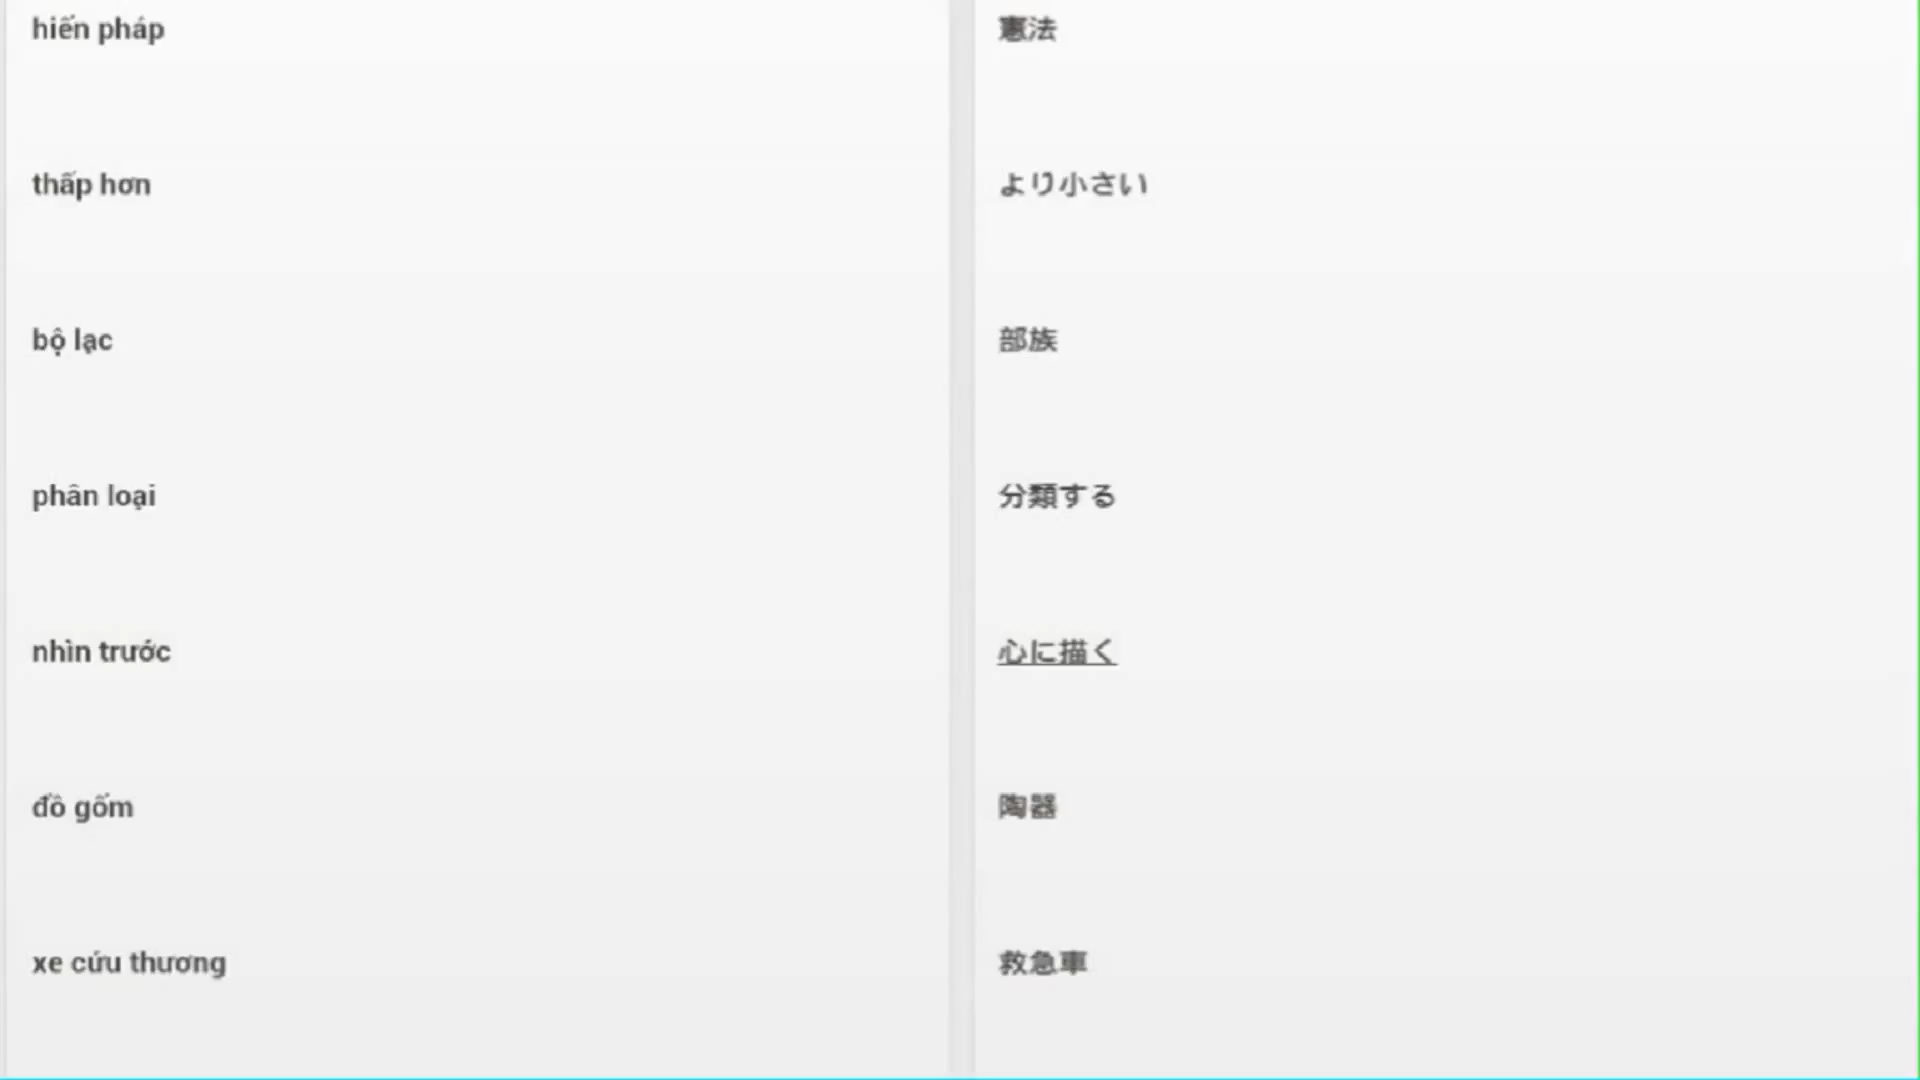 hiến pháp 憲法
thấp hơn より小さい
bộ lạc 部族
phân loại 分類する
nhìn trước 心に描く
đồ gốm 陶器
xe cứu thương 救急車